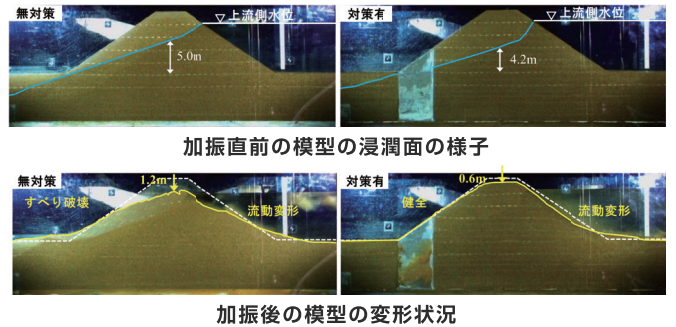 無対策
▽上流側水位
5.0m
対策有
▽上流側水位
4.2m
加振直前の模型の浸潤面の様子
無対策
1.2m
すべり破壊
流動変形
対策有
0.6m
健全
流動変形
加振後の模型の変形状況